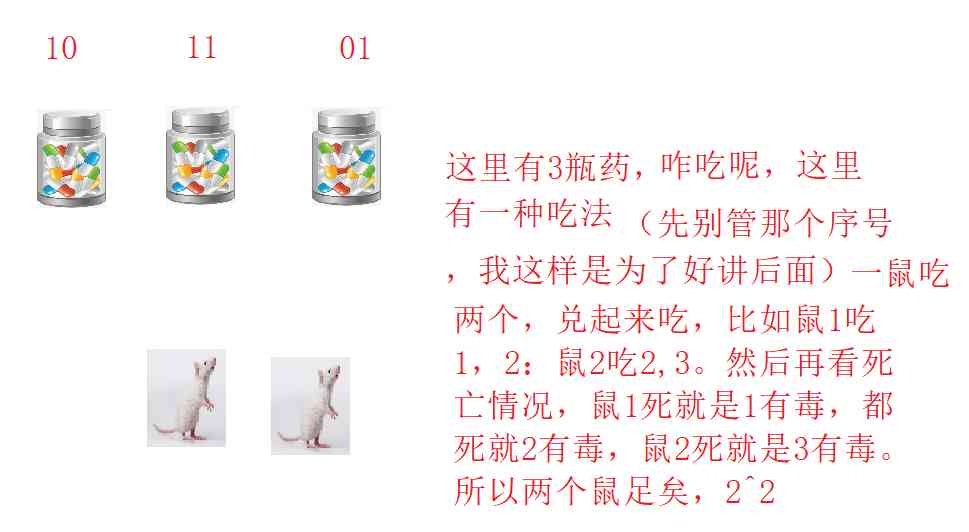 10 11 01
这里有3瓶药，咋吃呢，这里
有一种吃法（先别管那个序号
，我这样是为了好讲后面）一鼠吃
两个，兑起来吃，比如鼠1吃
1，2：鼠2吃2,3。然后再看死
亡情况，鼠1死就是1有毒，都
死就2有毒，鼠2死就是3有毒。
所以两个鼠足矣，2^2